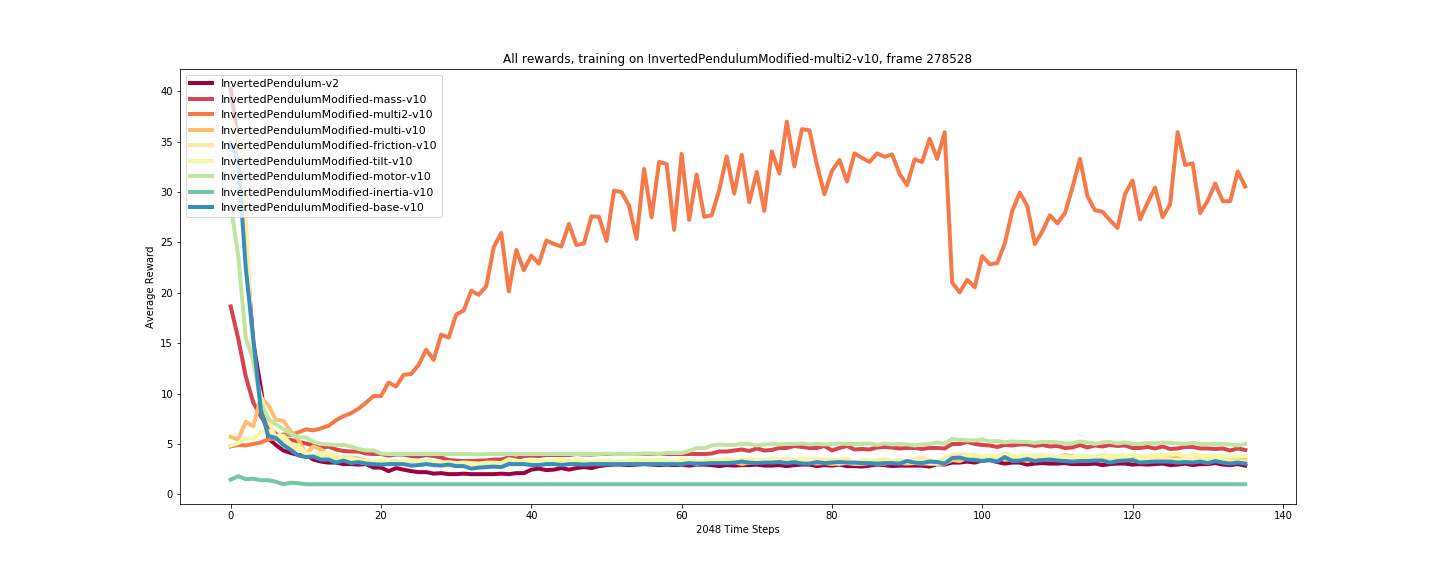 All rewards, training on InvertedPendulumModified-multi2-v10, frame 278528
InvertedPendulum-v2
InvertedPendulumModified-mass-v10
InvertedPendulumModified-multi2-v10
InvertedPendulumModified-multi-v10
InvertedPendulumModified-friction-v10
InvertedPendulumModified-tilt-v10
InvertedPendulumModified-motor-v10
InvertedPendulumModified-inertia-v10
InvertedPendulumModified-base-v10
Average Reward
40
35
30
25
20
15
10
5
0
0 20 40 60 80 100 120 140
2048 Time Steps